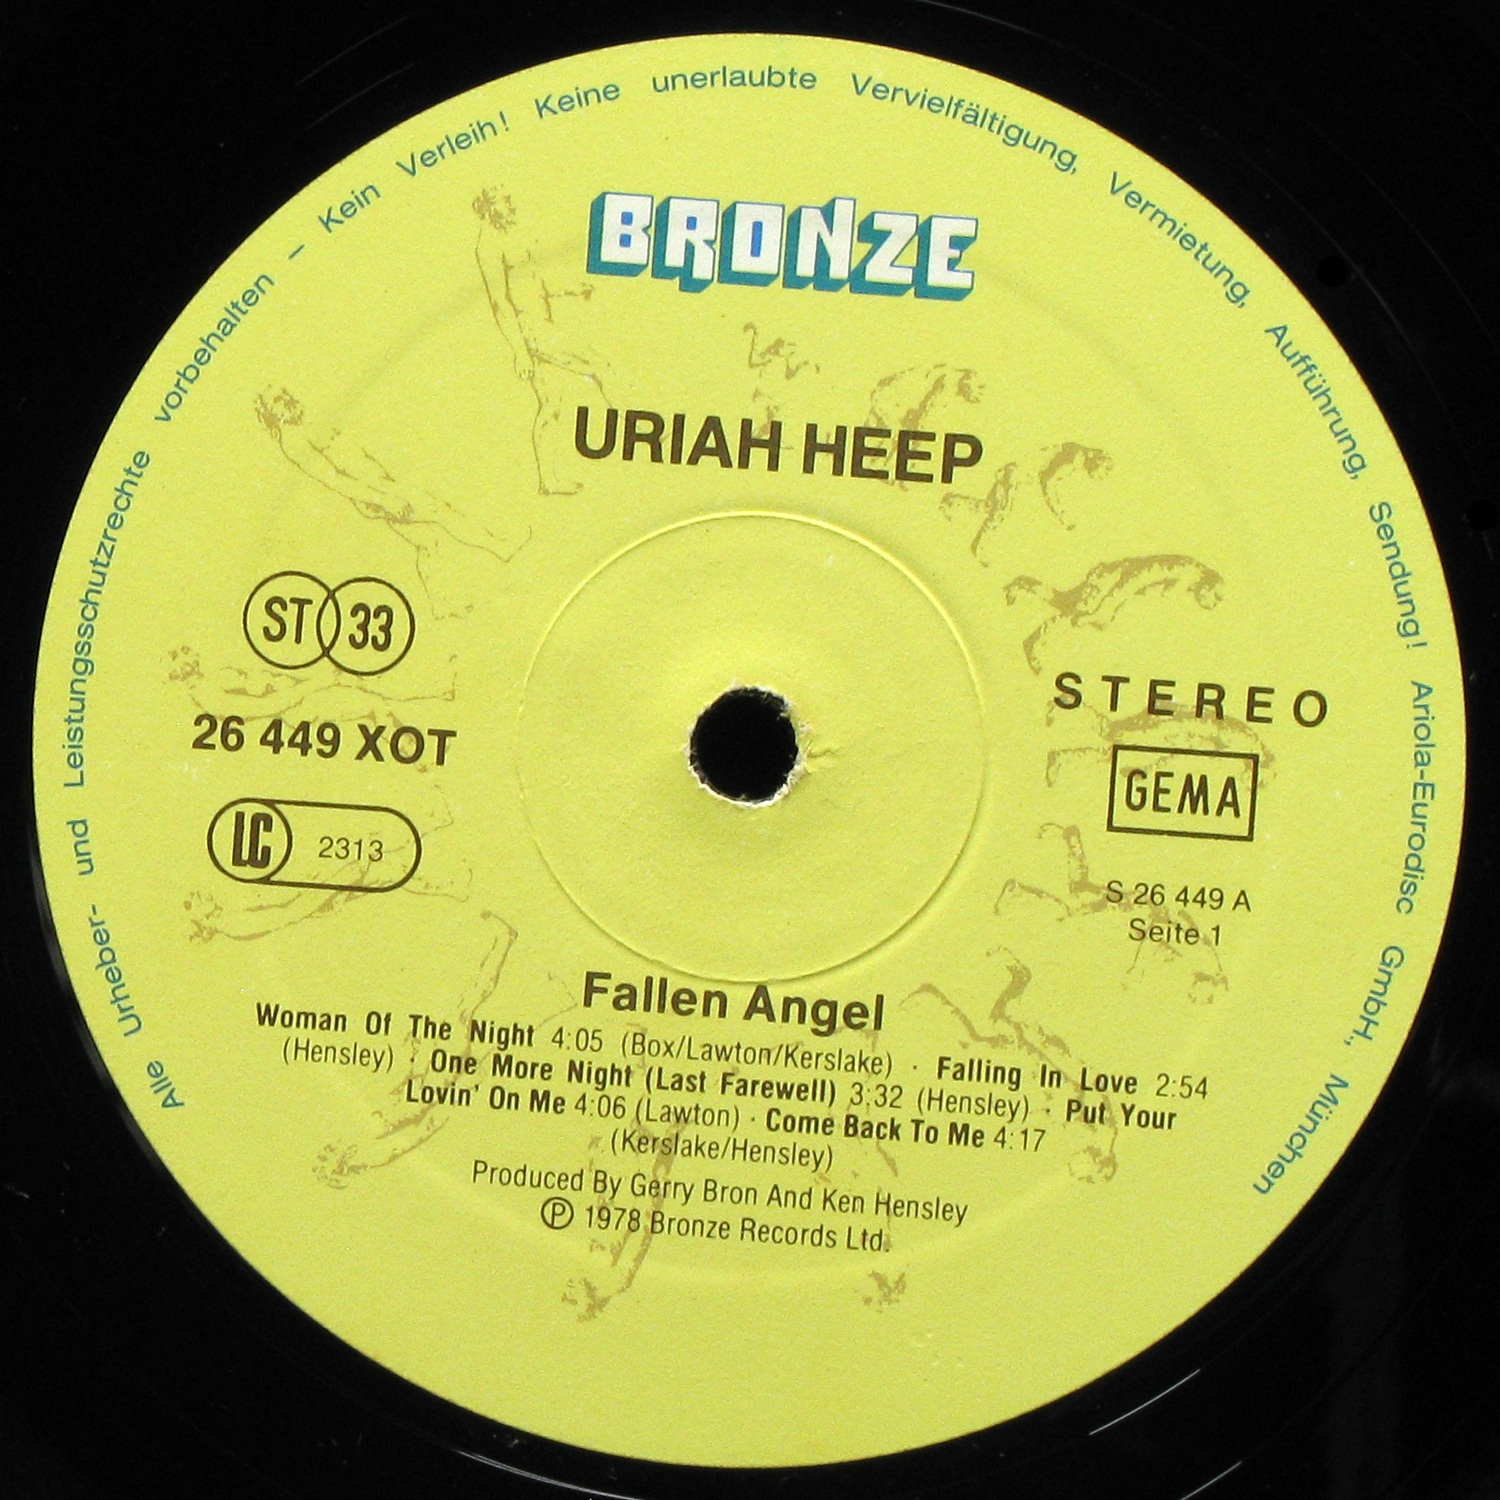 Alle Urheber- und Leistungsschutzrechte vorbehalten – Kein Verleih! Keine unerlaubte Vervielfältigung, Vermietung, Aufführung, Sendung! Ariola-Eurodisc GmbH., München
BRONZE
URIAH HEEP
ST 33
26 449 XOT
LC 2313
STEREO
GEMA
S 26 449 A
Seite 1
Fallen Angel
Woman Of The Night 4:05 (Box/Lawton/Kerslake) · Falling In Love 2:54
(Hensley) · One More Night (Last Farewell) 3:32 (Hensley) · Put Your
Lovin' On Me 4:06 (Lawton) · Come Back To Me 4:17
(Kerslake/Hensley)
Produced By Gerry Bron And Ken Hensley
Ⓟ 1978 Bronze Records Ltd.